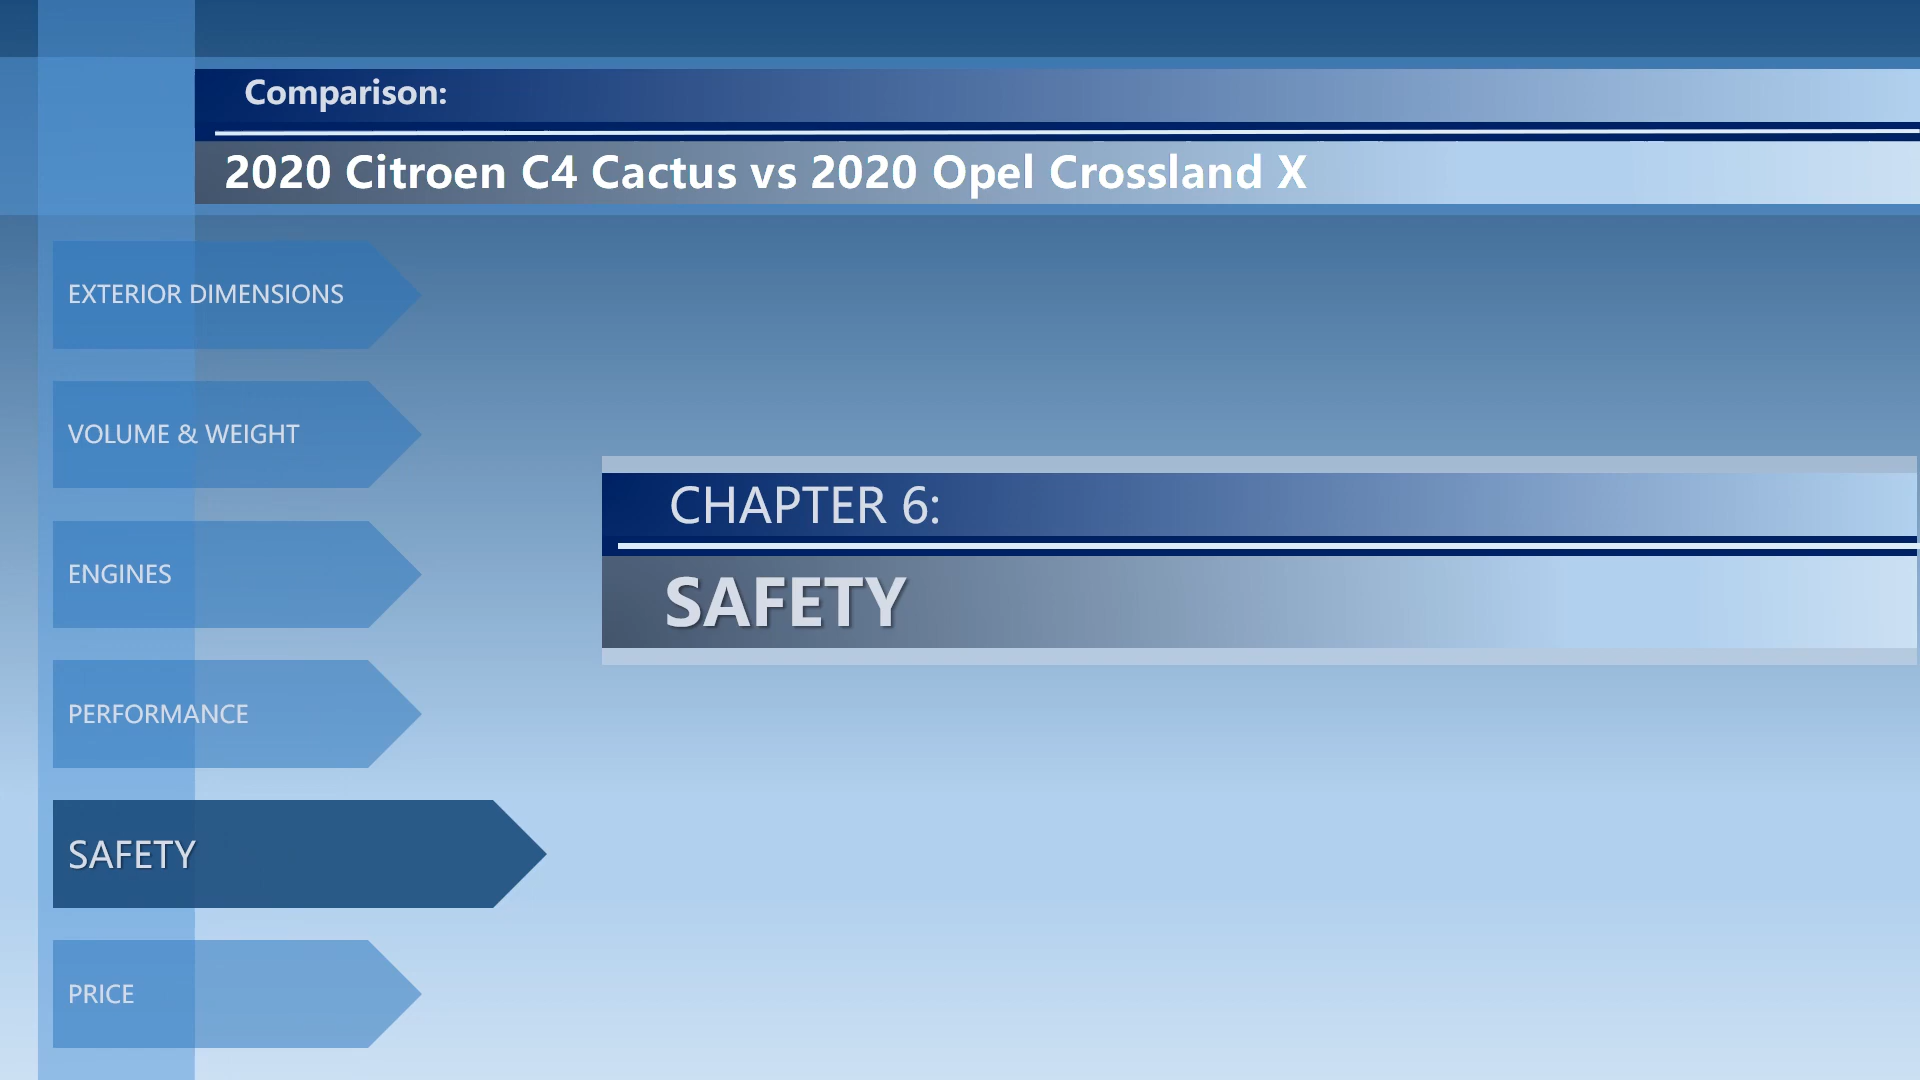 Comparison:
2020 Citroen C4 Cactus vs 2020 Opel Crossland X
EXTERIOR DIMENSIONS
VOLUME & WEIGHT
ENGINES
PERFORMANCE
SAFETY
PRICE
CHAPTER 6:
SAFETY